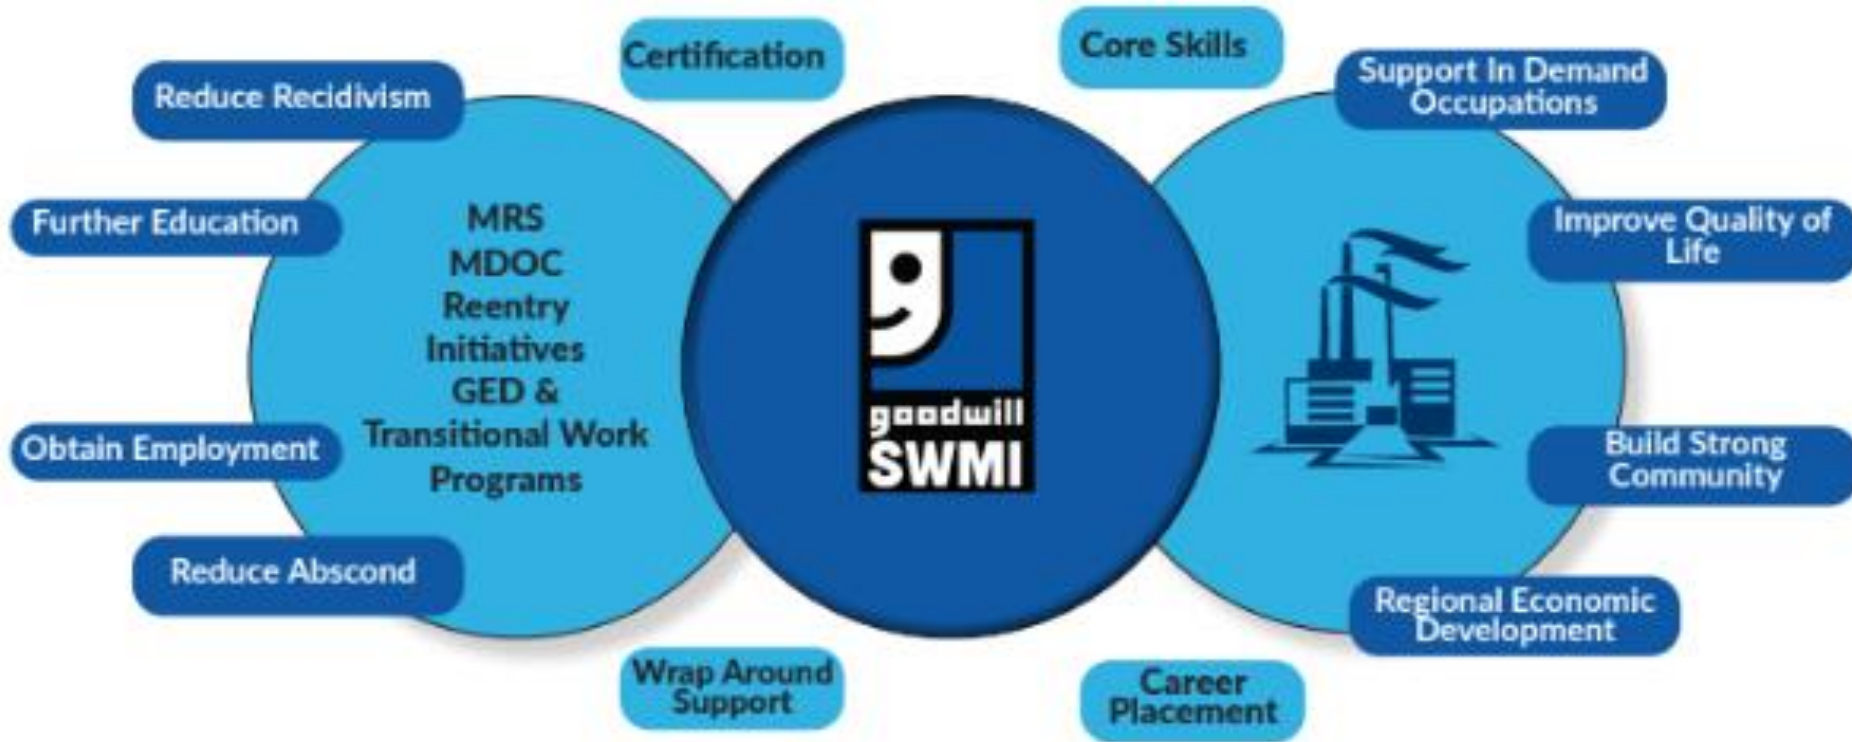 Certification
Core Skills
Reduce Recidivism
Support In Demand
Occupations
Further Education
Improve Quality of
Life
MRS
MDOC
Reentry
Initiatives
GED &
Transitional Work
Programs
goodwill
SWMI
Obtain Employment
Build Strong
Community
Reduce Abscond
Regional Economic
Development
Wrap Around
Support
Career
Placement